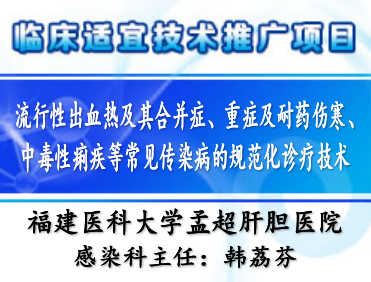 临床适宜技术推广项目
流行性出血热及其合并症、重症及耐药伤寒、
中毒性痢疾等常见传染病的规范化诊疗技术
福建医科大学孟超肝胆医院
感染科主任：韩荔芬